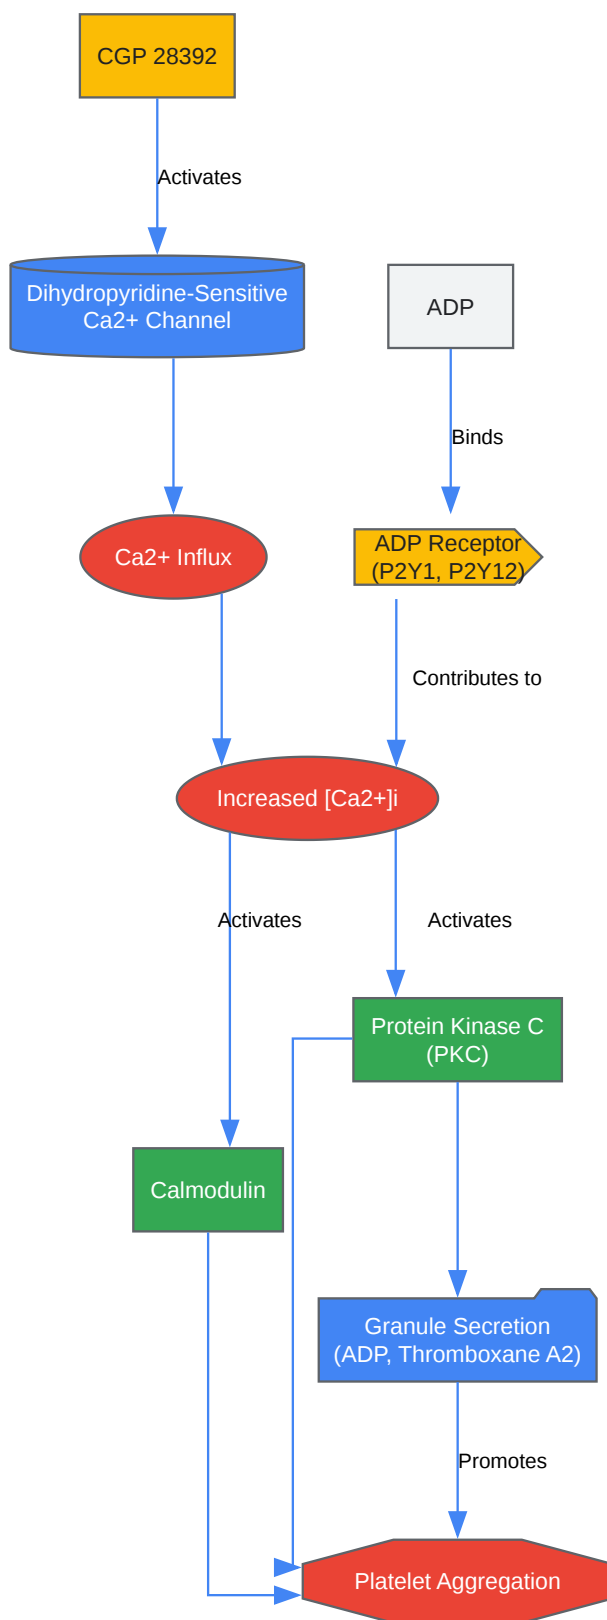 CGP 28392
Activates
Dihydropyridine-Sensitive
Ca2+ Channel
ADP
Binds
Ca2+ Influx
ADP Receptor
(P2Y1, P2Y12)
Contributes to
Increased [Ca2+]i
Activates
Activates
Protein Kinase C
(PKC)
Calmodulin
Granule Secretion
(ADP, Thromboxane A2)
Promotes
Platelet Aggregation